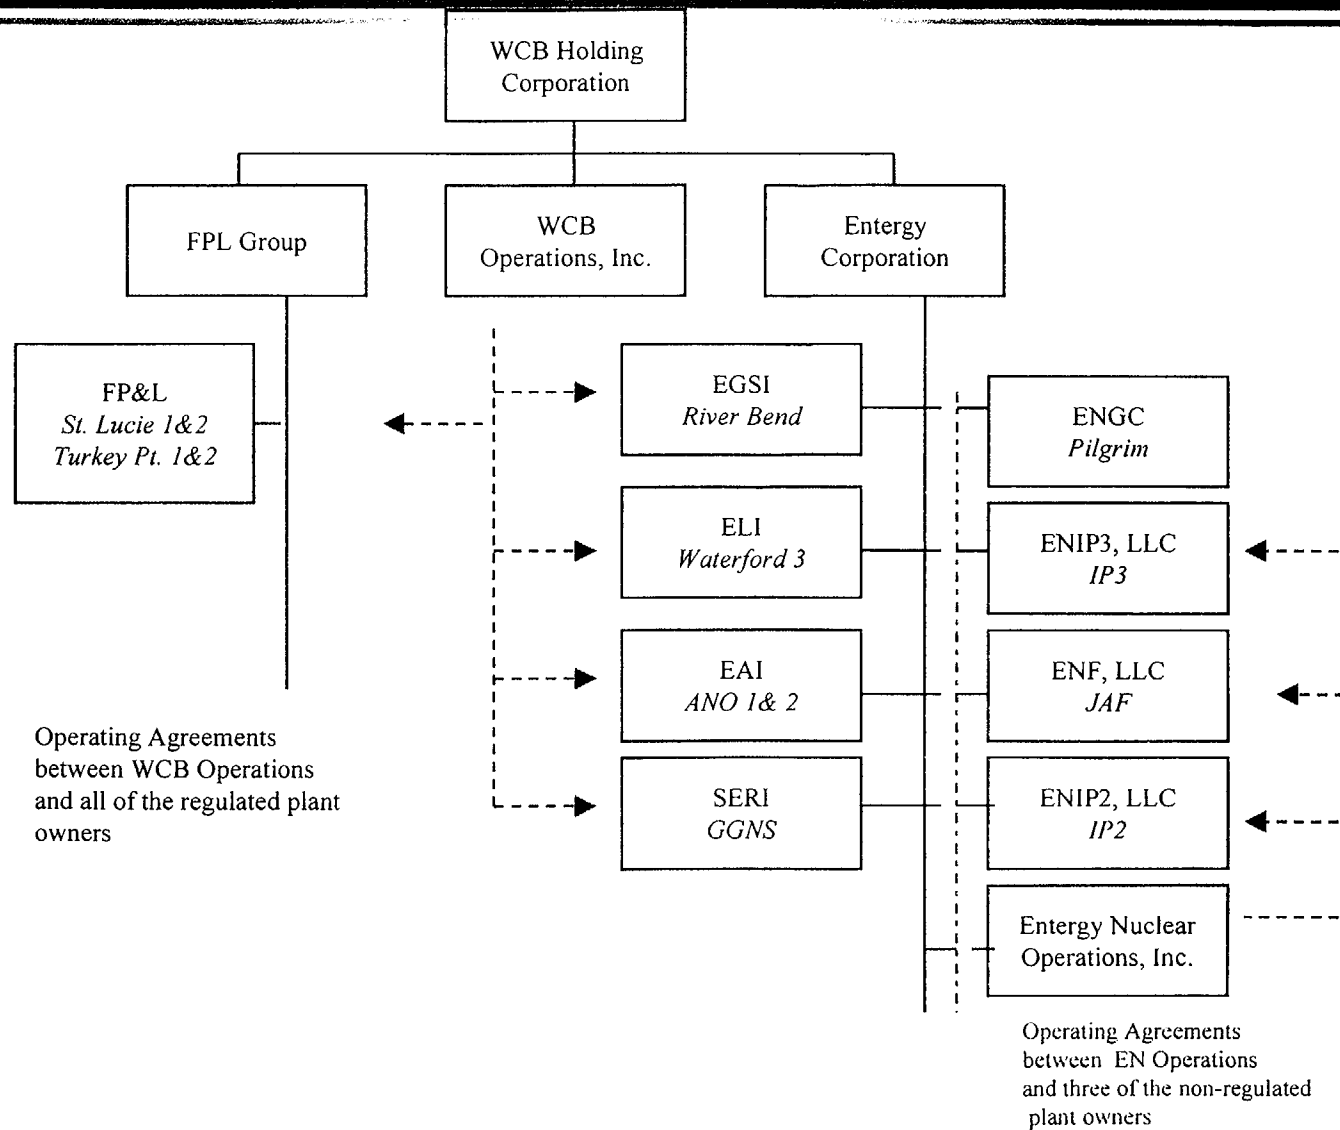 WCB Holding
Corporation
FPL Group
WCB
Operations, Inc.
Entergy
Corporation
FP&L
St. Lucie 1&2
Turkey Pt. 1&2
EGSI
River Bend
ENGC
Pilgrim
ELI
Waterford 3
ENIP3, LLC
IP3
EAI
ANO 1& 2
ENF, LLC
JAF
Operating Agreements
between WCB Operations
and all of the regulated plant
owners
SERI
GGNS
ENIP2, LLC
IP2
Entergy Nuclear
Operations, Inc.
Operating Agreements
between EN Operations
and three of the non-regulated
plant owners